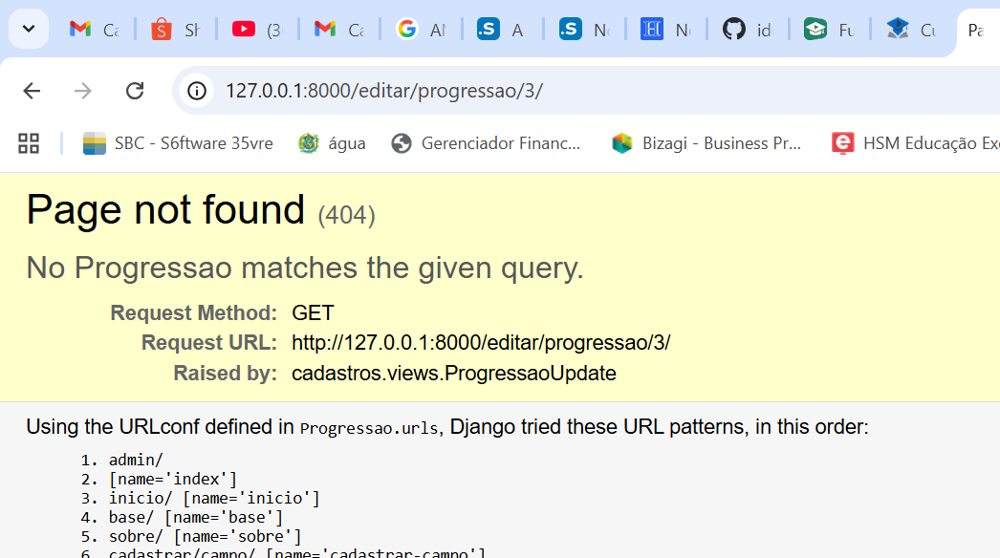 Ca
Sh
(3
Ca
Al
A
No
No
id
Fu
Cu
Pa
127.0.0.1:8000/editar/progressao/3/
SBC - S6ftware 35vre
água
Gerenciador Financ...
Bizagi - Business Pr...
HSM Educação Exe
Page not found (404)
No Progressao matches the given query.
Request Method: GET
Request URL: http://127.0.0.1:8000/editar/progressao/3/
Raised by: cadastros.views.ProgressaoUpdate
Using the URLconf defined in Progressao.urls, Django tried these URL patterns, in this order:
1. admin/
2. [name='index']
3. inicio/ [name='inicio']
4. base/ [name='base']
5. sobre/ [name='sobre']
6. cadastrar/campo/ [name='cadastrar-campo']